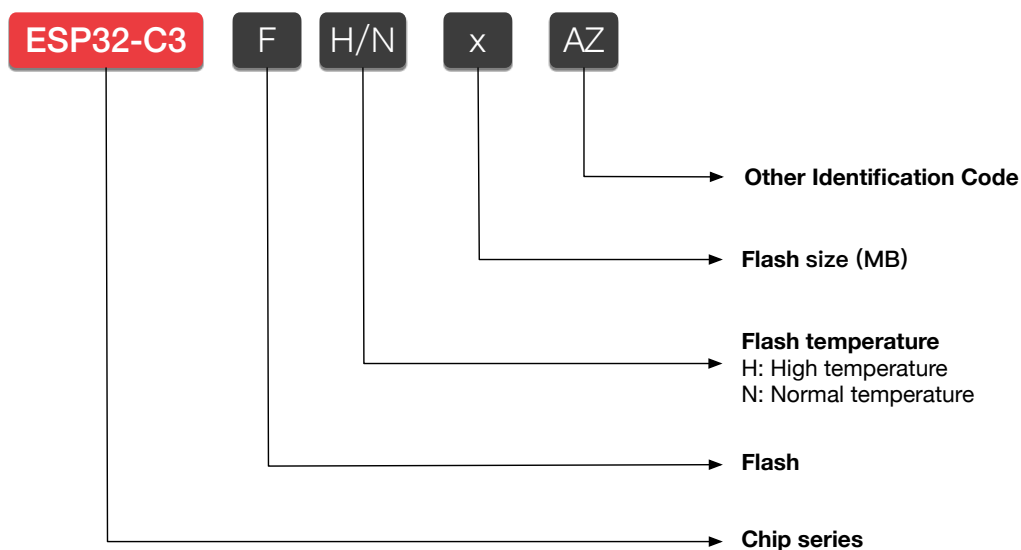 ESP32-C3 F H/N x AZ
Other Identification Code
Flash size (MB)
Flash temperature
H: High temperature
N: Normal temperature
Flash
Chip series